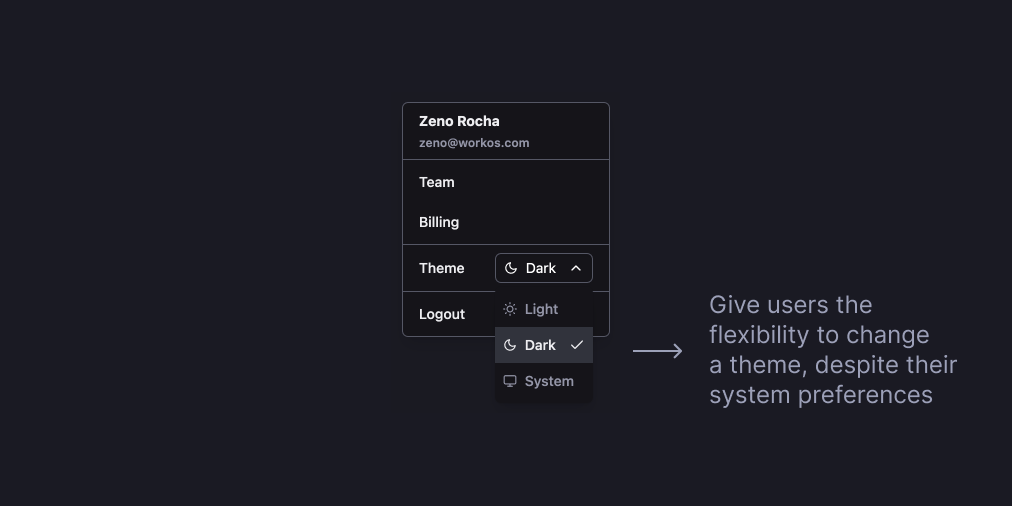 Zeno Rocha
zeno@workos.com
Team
Billing
Theme
Dark
Logout
Light
Dark
System
Give users the
flexibility to change
a theme, despite their
system preferences